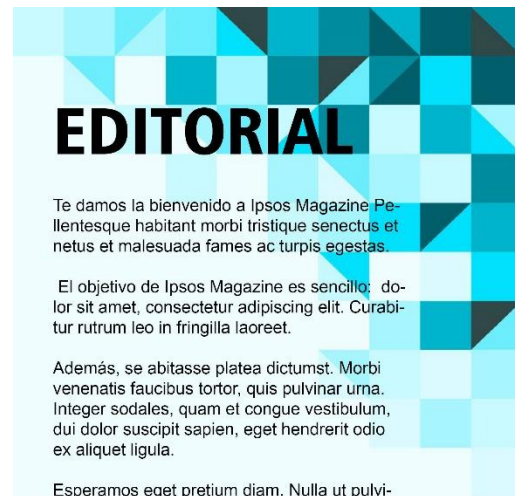 EDITORIAL
Te damos la bienvenido a Ipsos Magazine Pe-
llentesque habitant morbi tristique senectus et
netus et malesuada fames ac turpis egestas.
El objetivo de Ipsos Magazine es sencillo:  do-
lor sit amet, consectetur adipiscing elit. Curabi-
tur rutrum leo in fringilla laoreet.
Además, se abitasse platea dictumst. Morbi
venenatis faucibus tortor, quis pulvinar urna.
Integer sodales, quam et congue vestibulum,
dui dolor suscipit sapien, eget hendrerit odio
ex aliquet ligula.
Esperamos eget pretium diam. Nulla ut pulvi-